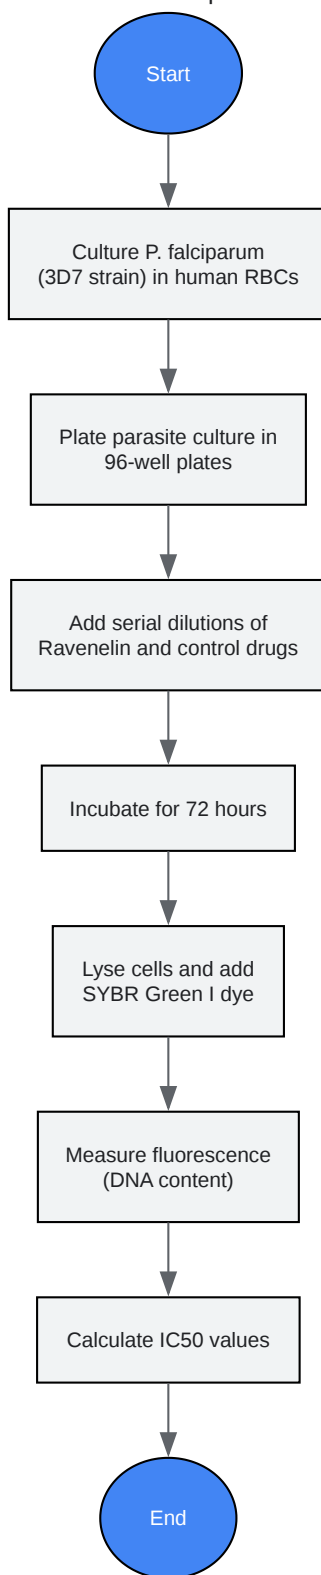 Start
Culture P. falciparum
(3D7 strain) in human RBCs
Plate parasite culture in
96-well plates
Add serial dilutions of
Ravenelin and control drugs
Incubate for 72 hours
Lyse cells and add
SYBR Green I dye
Measure fluorescence
(DNA content)
Calculate IC50 values
End